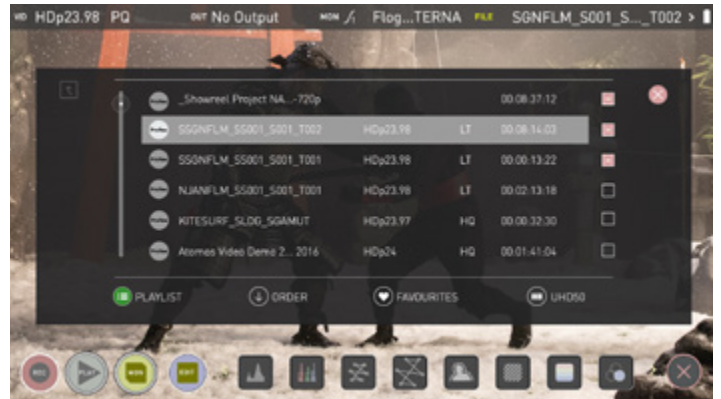 VID HDp23.98 PQ OUT No Output MON Flog...TERNA FILE SGNFLM_S001_S..._T002 >
_Showreel Project NA...-720p 00:08:37:12
SSGNFLM_SS001_S001_T002 HDp23.98 LT 00:08:14:03
SSGNFLM_SS001_S001_T001 HDp23.98 LT 00:00:13:22
NJANFLM_SS001_S001_T001 HDp23.98 LT 00:02:13:18
KITESURF_SLOG_SGAMUT HDp23.97 HQ 00:00:32:30
Atomos Video Demo 2... 2016 HDp24 HQ 00:01:41:04
PLAYLIST ORDER FAVOURITES UHD50
REC PLAY MON EDIT